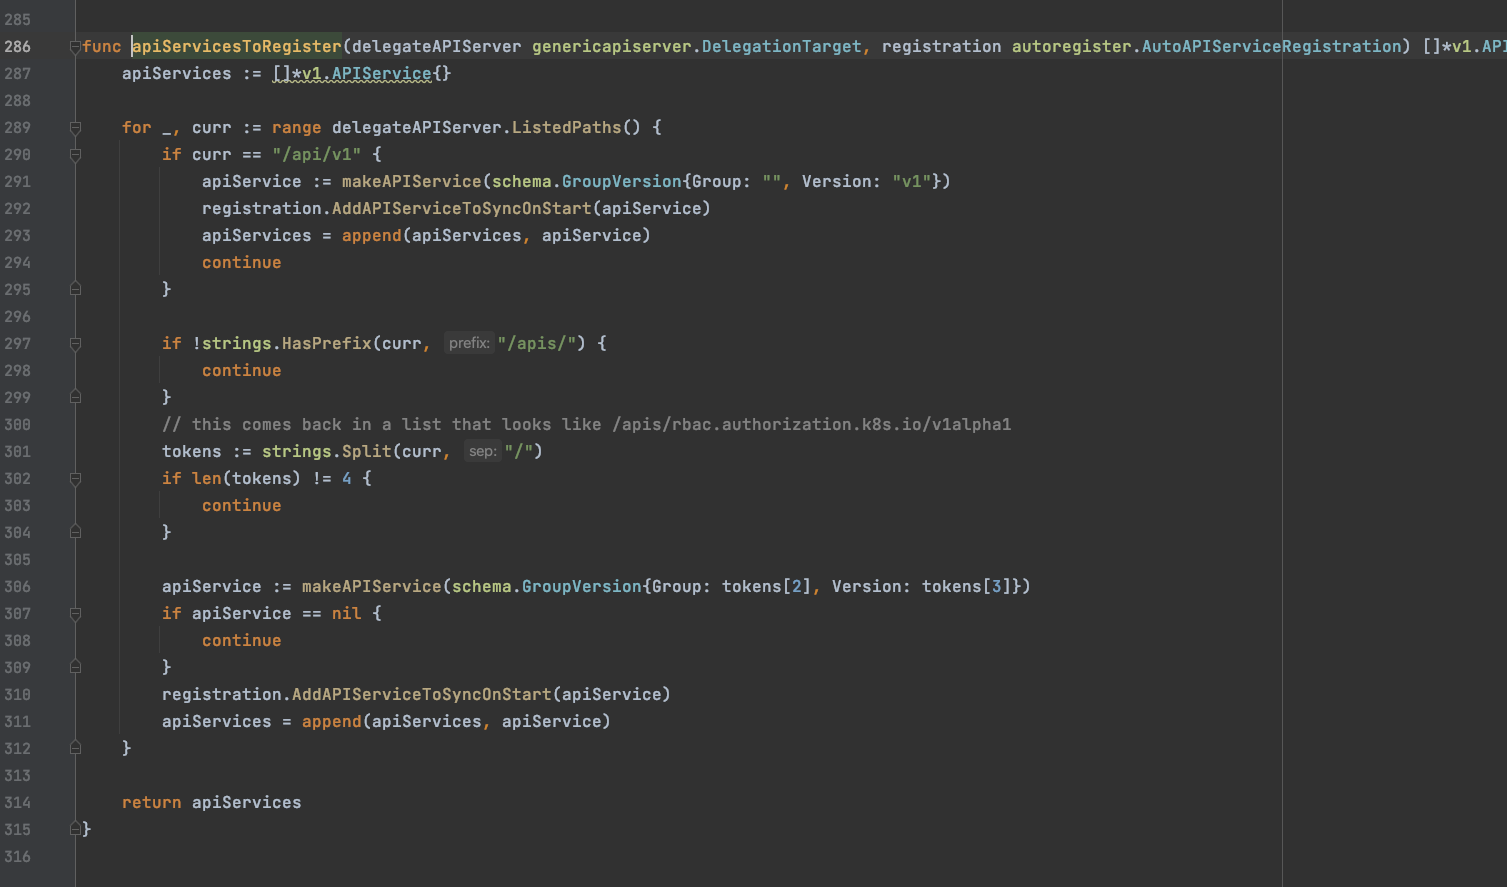 285
286 func apiServicesToRegister(delegateAPIServer genericapiserver.DelegationTarget, registration autoregister.AutoAPIServiceRegistration) []*v1.API
287     apiServices := []*v1.APIService{}
288
289     for _, curr := range delegateAPIServer.ListedPaths() {
290         if curr == "/api/v1" {
291             apiService := makeAPIService(schema.GroupVersion{Group: "", Version: "v1"})
292             registration.AddAPIServiceToSyncOnStart(apiService)
293             apiServices = append(apiServices, apiService)
294             continue
295         }
296
297         if !strings.HasPrefix(curr, prefix: "/apis/") {
298             continue
299         }
300         // this comes back in a list that looks like /apis/rbac.authorization.k8s.io/v1alpha1
301         tokens := strings.Split(curr, sep: "/")
302         if len(tokens) != 4 {
303             continue
304         }
305
306         apiService := makeAPIService(schema.GroupVersion{Group: tokens[2], Version: tokens[3]})
307         if apiService == nil {
308             continue
309         }
310         registration.AddAPIServiceToSyncOnStart(apiService)
311         apiServices = append(apiServices, apiService)
312     }
313
314     return apiServices
315 }
316